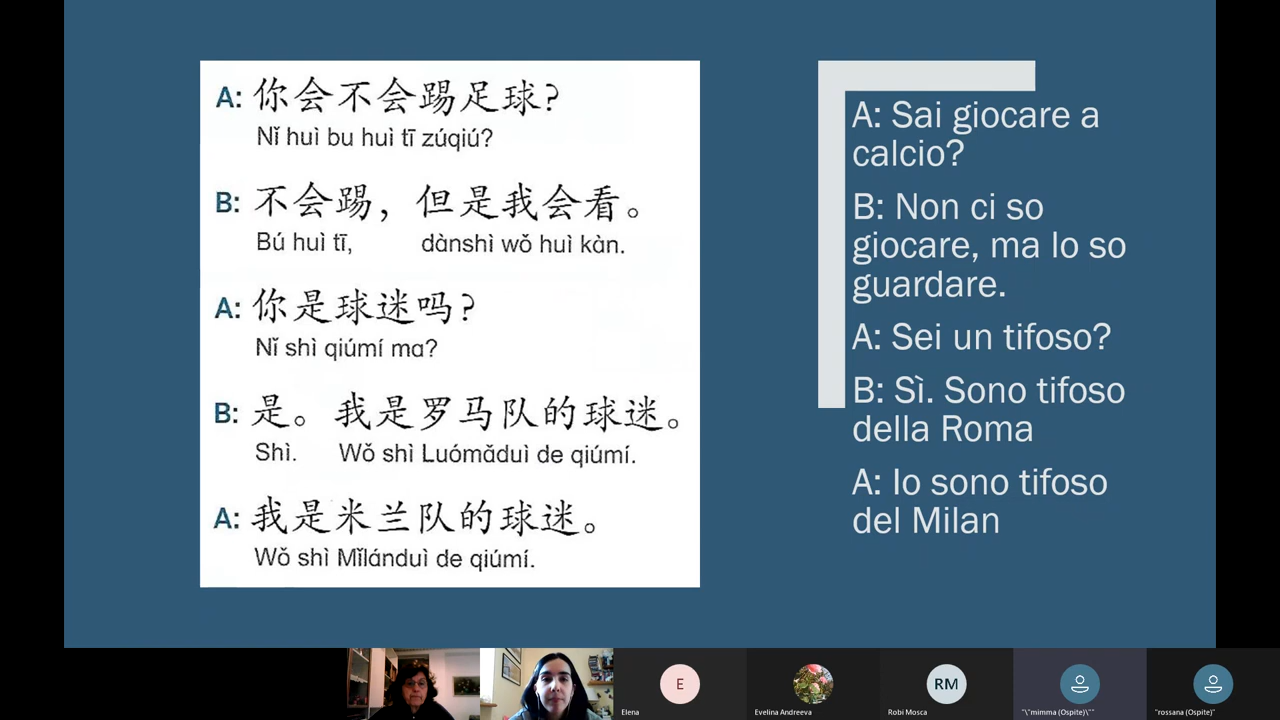 A: 你会不会踢足球?
Nǐ huì bu huì tī zúqiú?
B: 不会踢，但是我会看。
Bú huì tī, dànshì wǒ huì kàn.
A: 你是球迷吗?
Nǐ shì qiúmí ma?
B: 是。我是罗马队的球迷。
Shì. Wǒ shì Luómǎduì de qiúmí.
A: 我是米兰队的球迷。
Wǒ shì Mǐlánduì de qiúmí.
A: Sai giocare a
calcio?
B: Non ci so
giocare, ma lo so
guardare.
A: Sei un tifoso?
B: Sì. Sono tifoso
della Roma
A: Io sono tifoso
del Milan
E
RM
Elena
Evelina Andreeva
Robi Mosca
"\"mimma (Ospite)\""
"rossana (Ospite)"